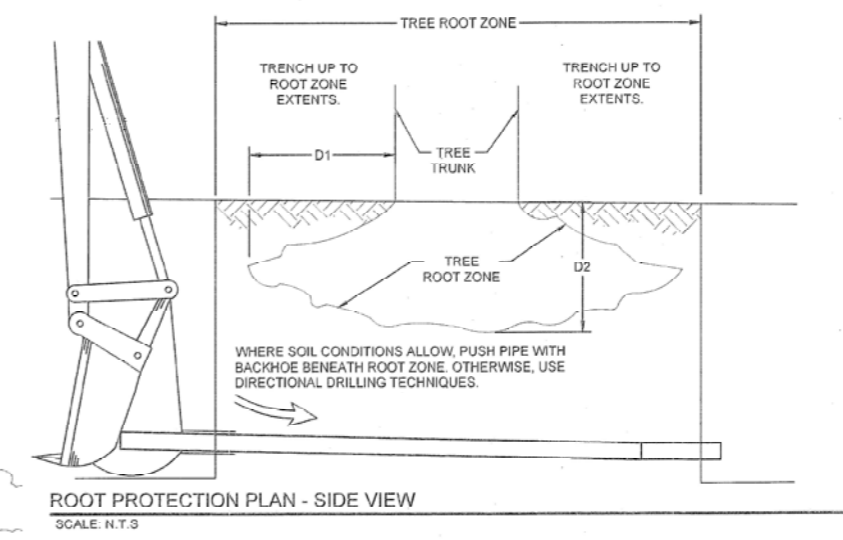 TREE ROOT ZONE
TRENCH UP TO
ROOT ZONE
EXTENTS.
TRENCH UP TO
ROOT ZONE
EXTENTS.
D1
TREE
TRUNK
TREE
ROOT ZONE
D2
WHERE SOIL CONDITIONS ALLOW, PUSH PIPE WITH
BACKHOE BENEATH ROOT ZONE. OTHERWISE, USE
DIRECTIONAL DRILLING TECHNIQUES.
ROOT PROTECTION PLAN - SIDE VIEW
SCALE: N.T.S